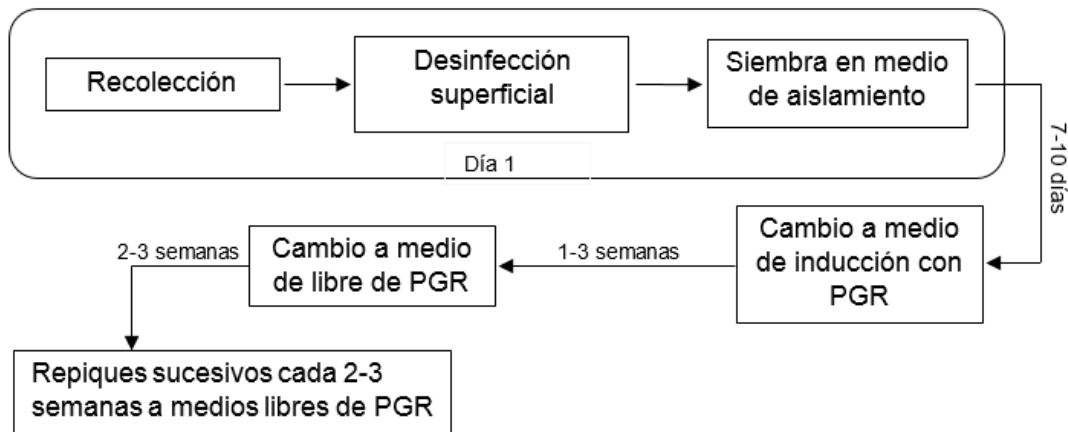 Recolección
Desinfección
superficial
Siembra en medio
de aislamiento
Día 1
7-10 días
Cambio a medio
de inducción con
PGR
1-3 semanas
Cambio a medio
de libre de PGR
2-3 semanas
Repiques sucesivos cada 2-3
semanas a medios libres de PGR